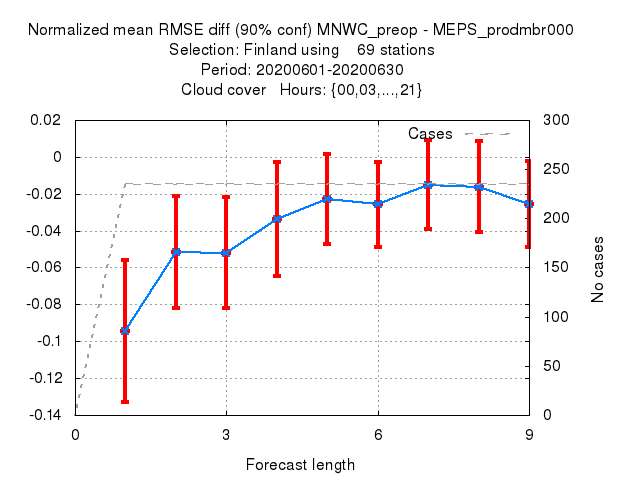 Normalized mean RMSE diff (90% conf) MNWC_preop - MEPS_prodmbr000
Selection: Finland using 69 stations
Period: 20200601-20200630
Cloud cover Hours: {00,03,...,21}
Cases
0.02
0
-0.02
-0.04
-0.06
-0.08
-0.1
-0.12
-0.14
300
250
200
150
100
50
0
No cases
0 3 6 9
Forecast length